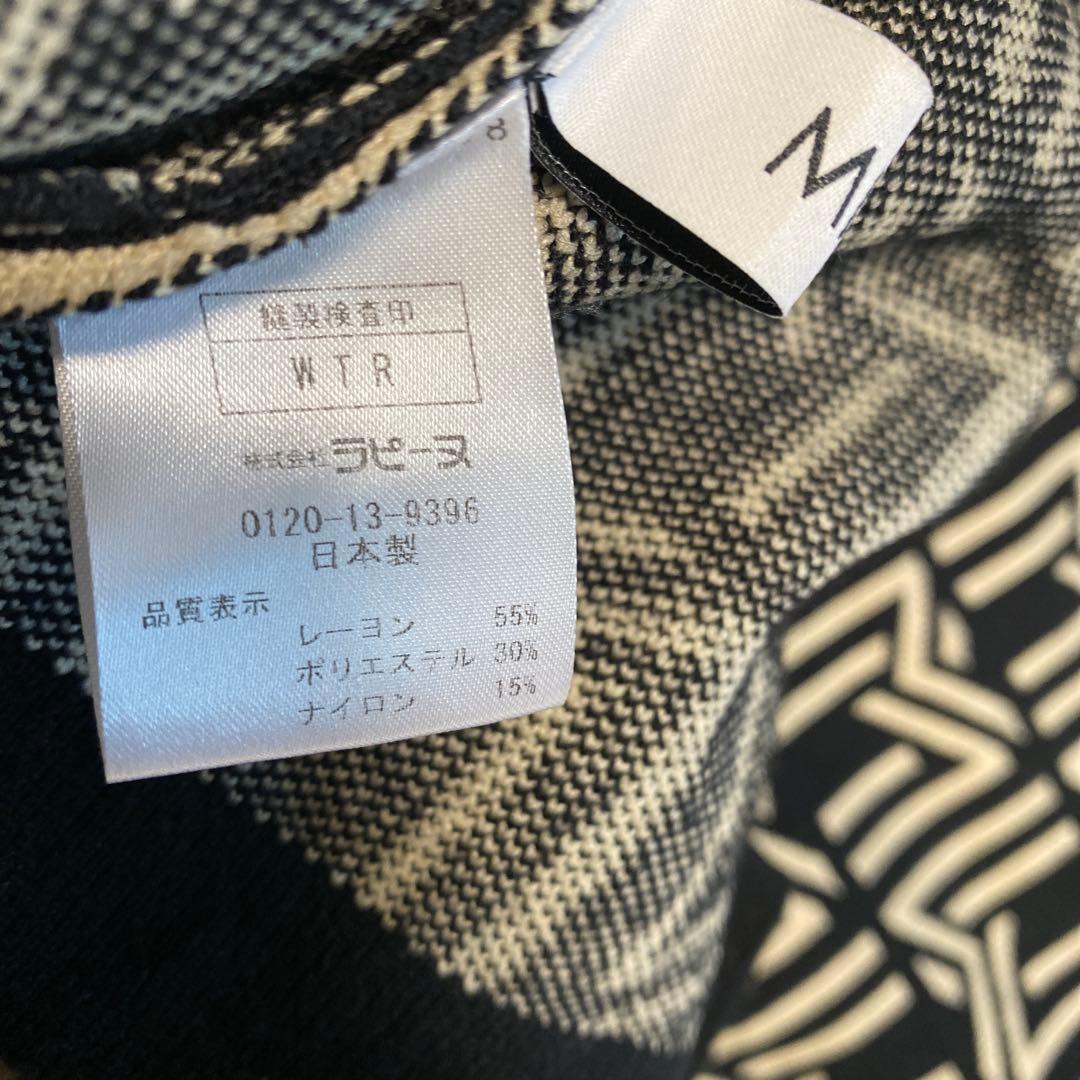 M
縫製検査印
WTR
株式会社ラピーヌ
0120-13-9396
日本製
品質表示
レーヨン 55%
ポリエステル 30%
ナイロン 15%